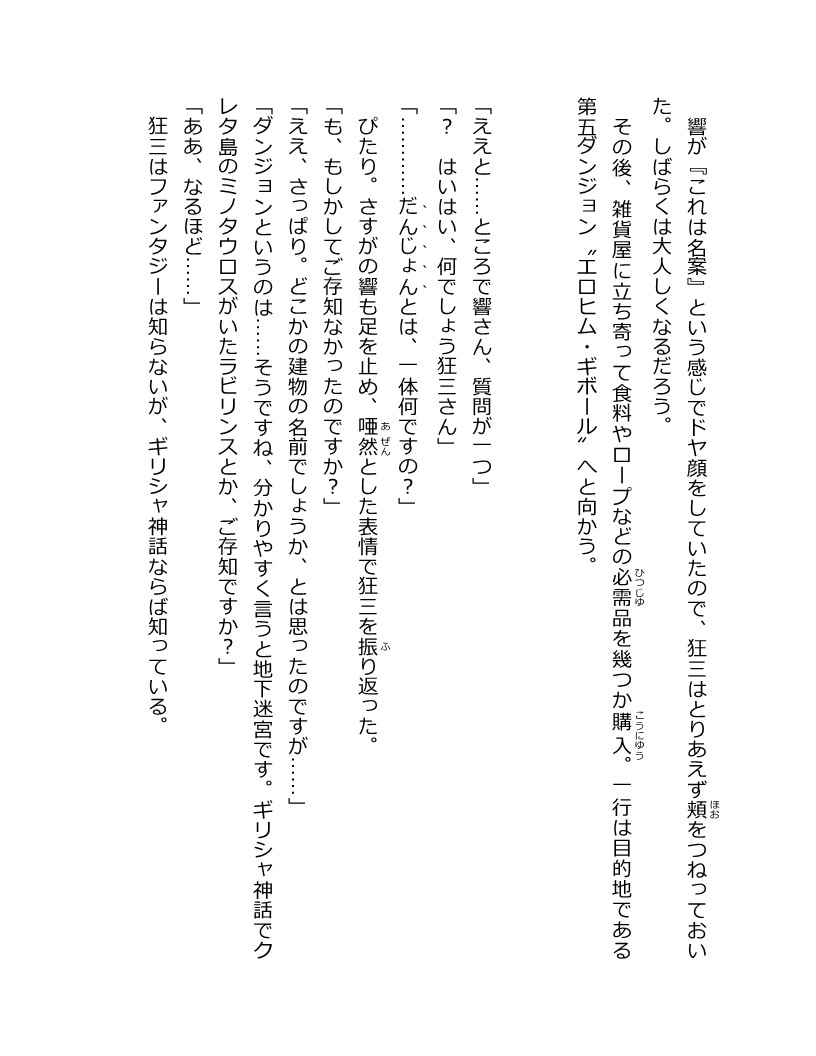 響が『これは名案』という感じでドヤ顔をしていたので、狂三はとりあえず頬をつねっておい
た。しばらくは大人しくなるだろう。
その後、雑貨屋に立ち寄って食料やロープなどの必需品を幾つか購入。一行は目的地である
第五ダンジョン〝エロヒム・ギボール〟へと向かう。
「ええと……ところで響さん、質問が一つ」
「？　はいはい、何でしょう狂三さん」
「…………だんじょんとは、一体何ですの？」
ぴたり。さすがの響も足を止め、唖然とした表情で狂三を振り返った。
「も、もしかしてご存知なかったのですか？」
「ええ、さっぱり。どこかの建物の名前でしょうか、とは思ったのですが……」
「ダンジョンというのは……そうですね、分かりやすく言うと地下迷宮です。ギリシャ神話でク
レタ島のミノタウロスがいたラビリンスとか、ご存知ですか？」
「ああ、なるほど……」
狂三はファンタジーは知らないが、ギリシャ神話ならば知っている。